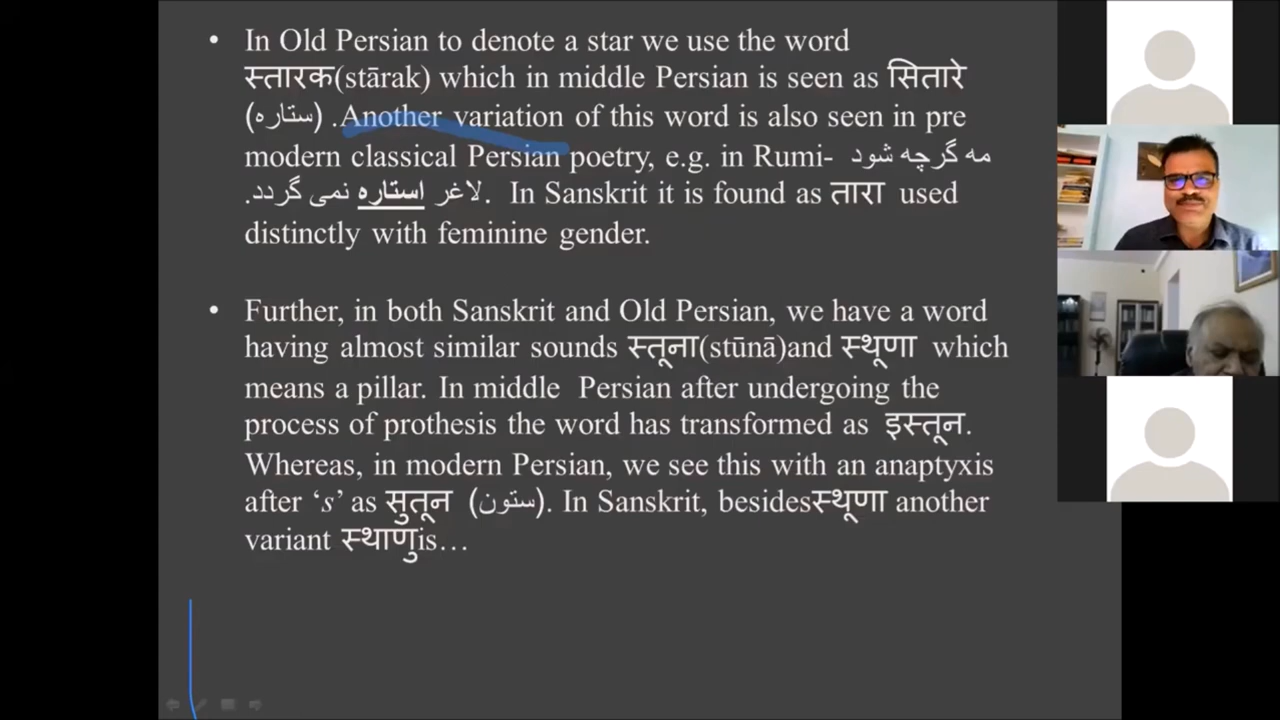 • In Old Persian to denote a star we use the word
स्तारक(stārak) which in middle Persian is seen as सितारे
(ستاره) .Another variation of this word is also seen in pre
modern classical Persian poetry, e.g. in Rumi- مه گرچه شود
لاغر استاره نمی گردد. . In Sanskrit it is found as तारा used
distinctly with feminine gender.
• Further, in both Sanskrit and Old Persian, we have a word
having almost similar sounds स्तूना(stūnā)and स्थूणा which
means a pillar. In middle Persian after undergoing the
process of prothesis the word has transformed as इस्तून.
Whereas, in modern Persian, we see this with an anaptyxis
after ‘s’ as सुतून (ستون). In Sanskrit, besidesस्थूणा another
variant स्थाणुis…